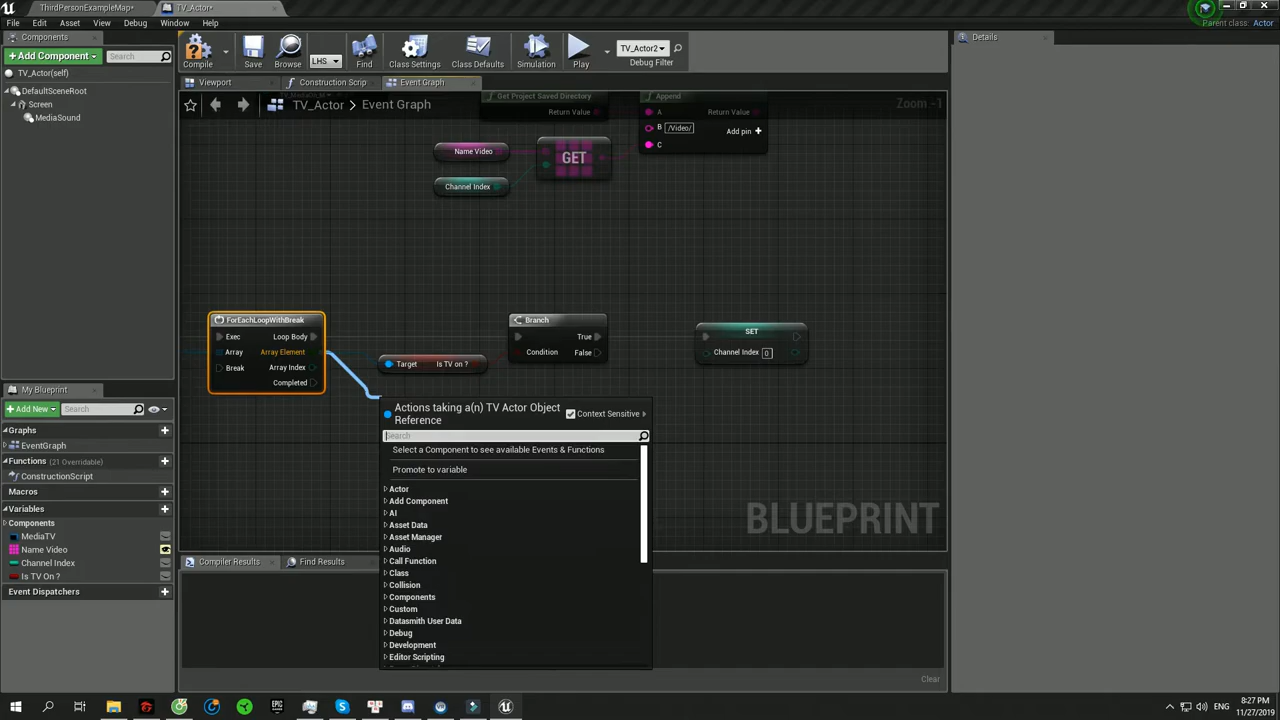 ThirdPersonExampleMap*
TV_Actor*
File
Edit
Asset
View
Debug
Window
Help
Parent class: Actor
Components
Add Component
Search
TV_Actor(self)
DefaultSceneRoot
Screen
MediaSound
Compile
Save
Browse
LHS
Find
Class Settings
Class Defaults
Simulation
Play
TV_Actor2
Debug Filter
Viewport
Construction Scrip
Event Graph
TV_Actor
Event Graph
Zoom -1
Get Project Saved Directory
Return Value
Append
A
Return Value
B
/Video/
Add pin
C
Name Video
GET
Channel Index
ForEachLoopWithBreak
Exec
Loop Body
Array
Array Element
Break
Array Index
Completed
Target
Is TV on ?
Branch
True
Condition
False
SET
Channel Index
0
Actions taking a(n) TV Actor Object
Reference
Context Sensitive
Search
Select a Component to see available Events & Functions
Promote to variable
Actor
Add Component
AI
Asset Data
Asset Manager
Audio
Call Function
Class
Collision
Components
Custom
Datasmith User Data
Debug
Development
Editor Scripting
BLUEPRINT
My Blueprint
Add New
Search
Graphs
EventGraph
Functions (21 Overridable)
ConstructionScript
Macros
Variables
Components
MediaTV
Name Video
Channel Index
Is TV On ?
Event Dispatchers
Compiler Results
Find Results
Clear
Details
ENG
8:27 PM
11/27/2019